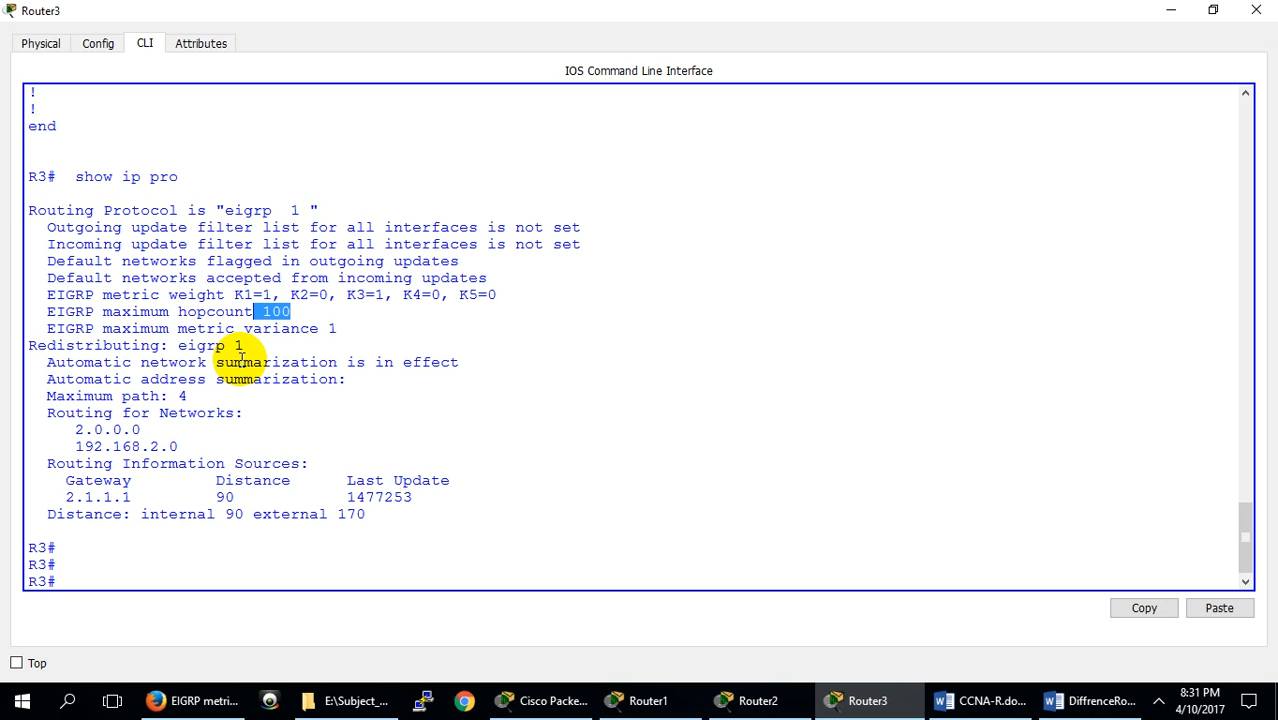 Router3
Physical Config CLI Attributes
IOS Command Line Interface
!
!
end
R3#  show ip pro
Routing Protocol is "eigrp  1 "
Outgoing update filter list for all interfaces is not set
Incoming update filter list for all interfaces is not set
Default networks flagged in outgoing updates
Default networks accepted from incoming updates
EIGRP metric weight K1=1, K2=0, K3=1, K4=0, K5=0
EIGRP maximum hopcount 100
EIGRP maximum metric variance 1
Redistributing: eigrp 1
Automatic network summarization is in effect
Automatic address summarization:
Maximum path: 4
Routing for Networks:
2.0.0.0
192.168.2.0
Routing Information Sources:
Gateway         Distance      Last Update
2.1.1.1         90            1477253
Distance: internal 90 external 170
R3#
R3#
R3#
Copy Paste
Top
EIGRP metri... E:\Subject_... Cisco Packe... Router1 Router2 Router3 CCNA-R.do... DiffrenceRo... 8:31 PM
4/10/2017